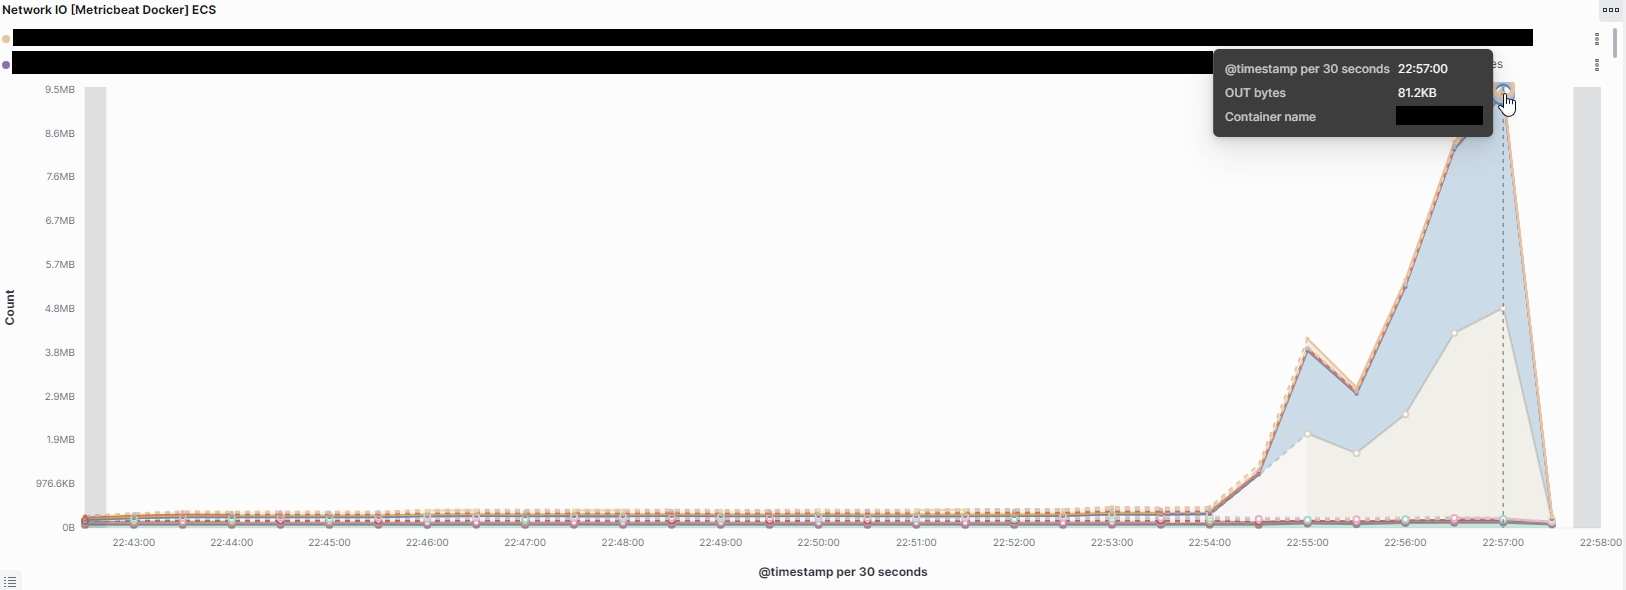 Network IO [Metricbeat Docker] ECS
es
@timestamp per 30 seconds 22:57:00
OUT bytes 81.2KB
Container name
9.5MB
8.6MB
7.6MB
6.7MB
5.7MB
4.8MB
3.8MB
2.9MB
1.9MB
976.6KB
0B
Count
22:43:00 22:44:00 22:45:00 22:46:00 22:47:00 22:48:00 22:49:00 22:50:00 22:51:00 22:52:00 22:53:00 22:54:00 22:55:00 22:56:00 22:57:00 22:58:00
@timestamp per 30 seconds